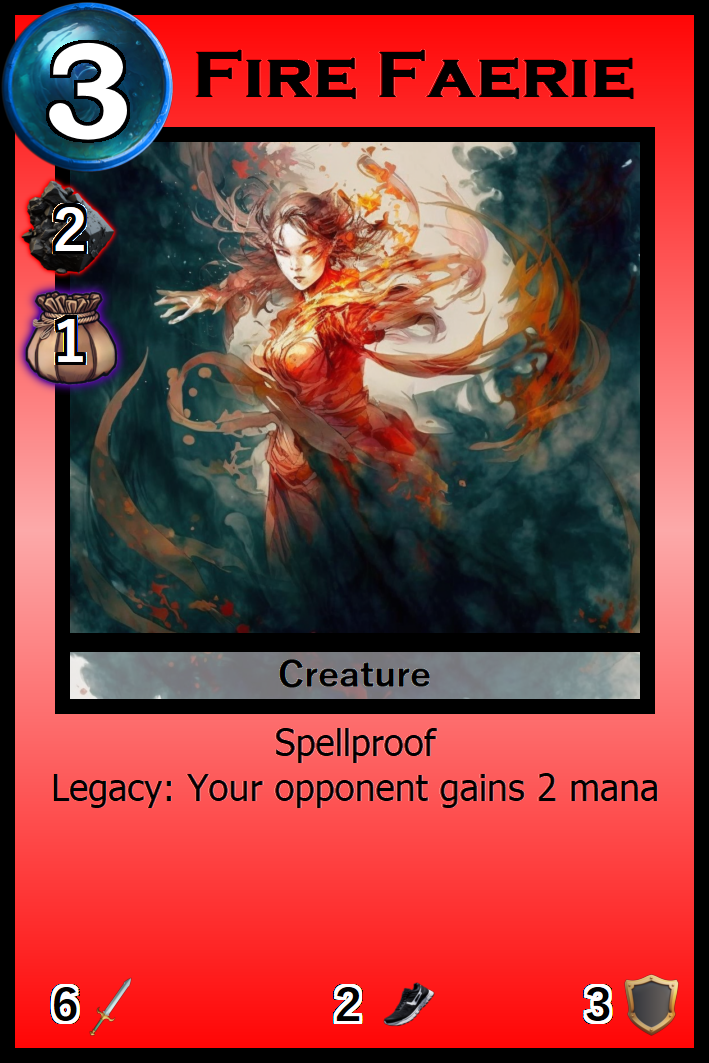 3
Fire Faerie
2
1
Creature
Spellproof
Legacy: Your opponent gains 2 mana
6 2 3